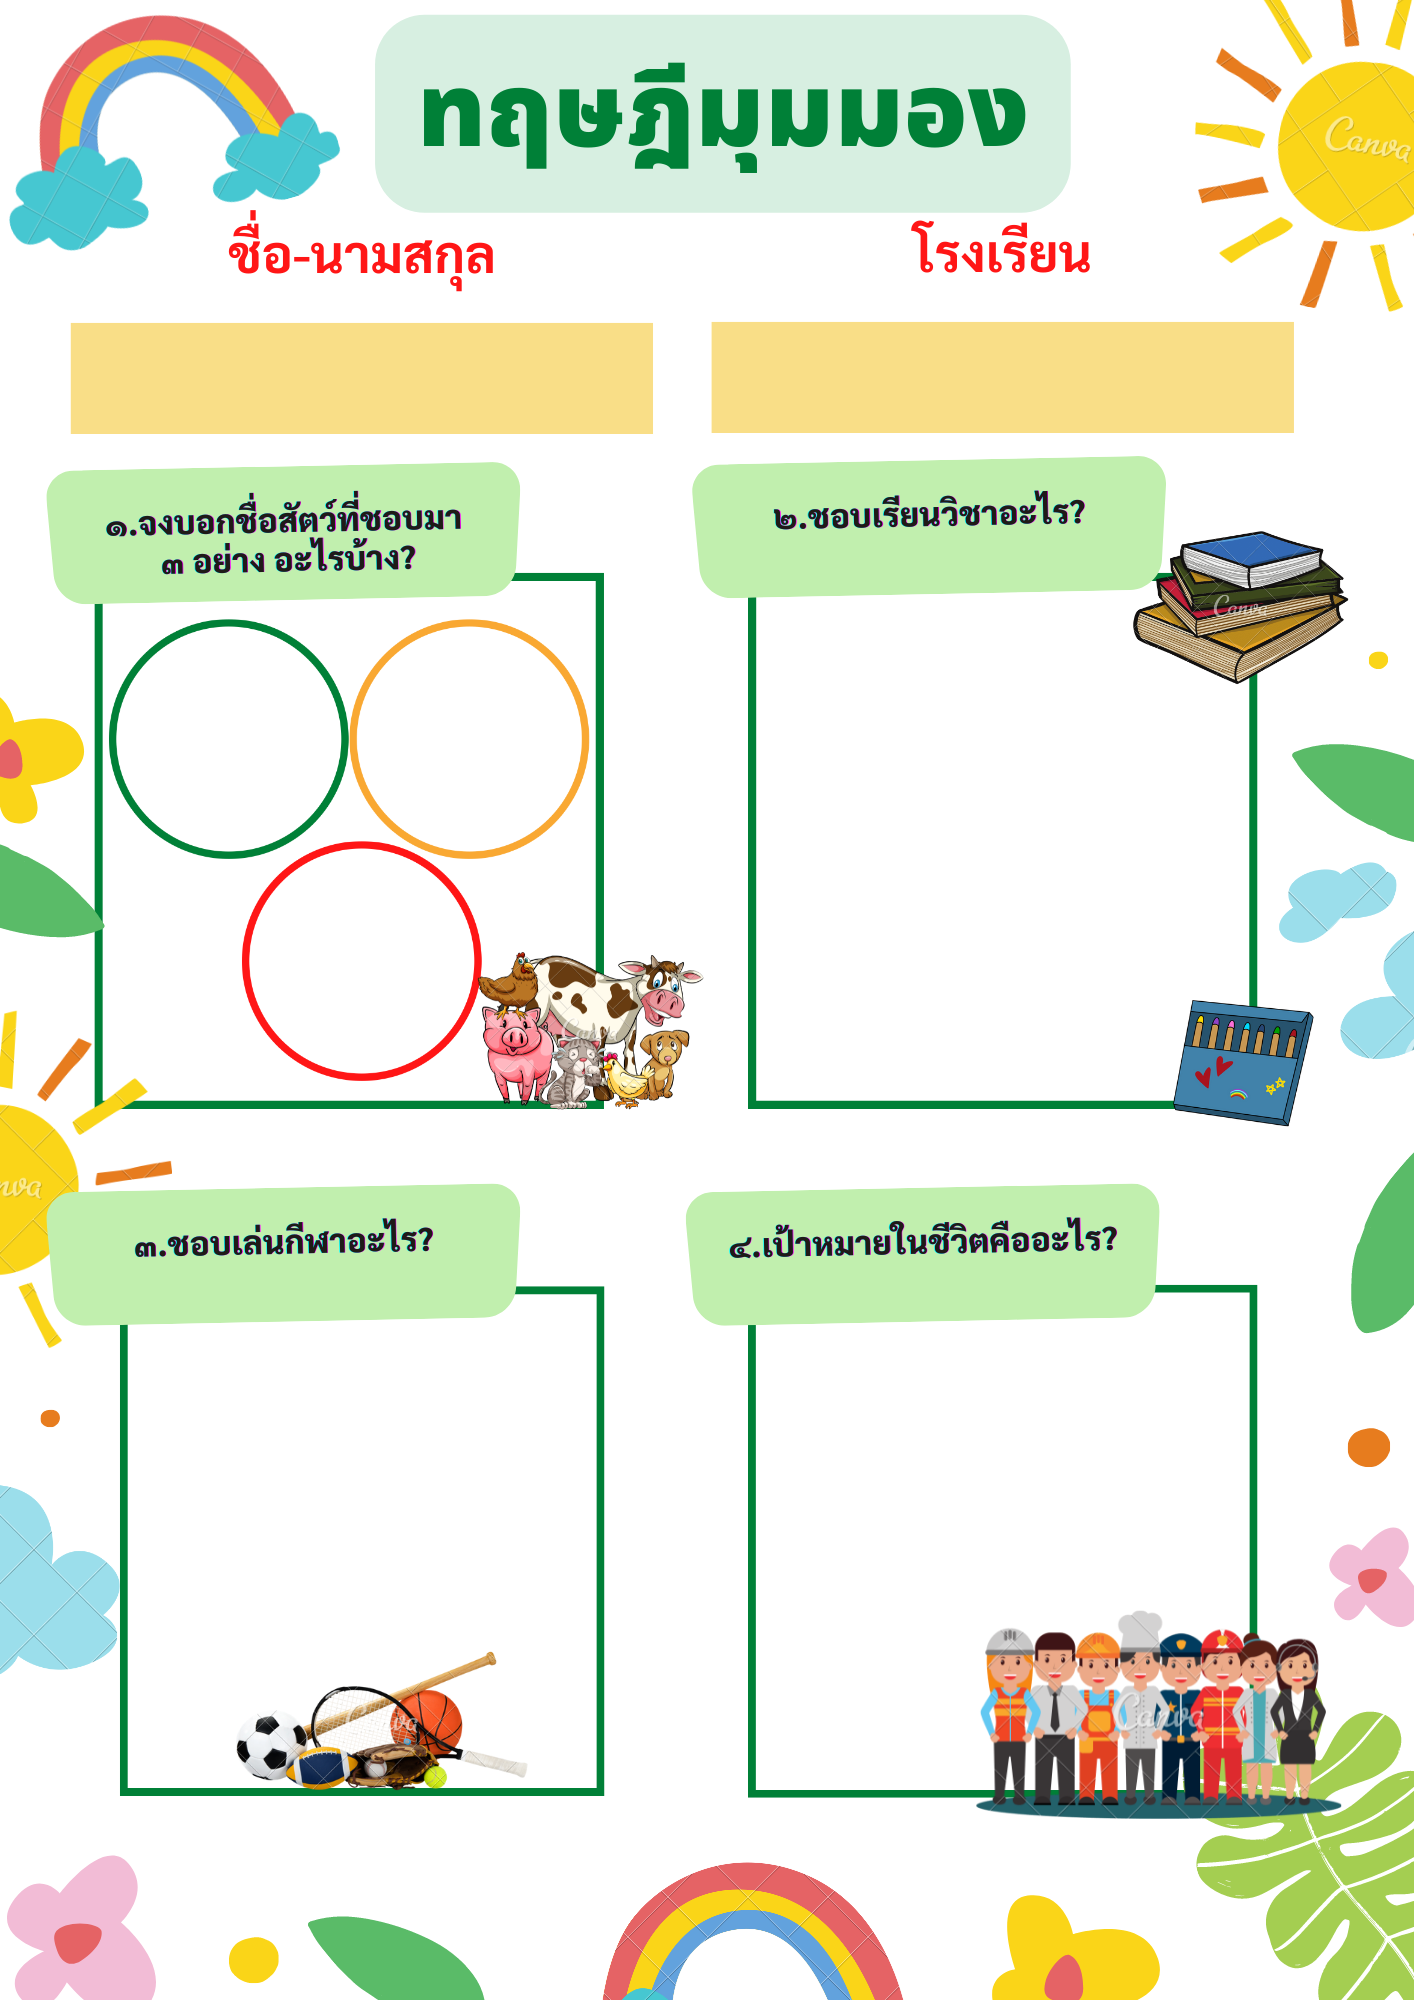 ทฤษฎีมุมมอง
ชื่อ-นามสกุล
โรงเรียน
๑.จงบอกชื่อสัตว์ที่ชอบมา
๓ อย่าง อะไรบ้าง?
๒.ชอบเรียนวิชาอะไร?
๓.ชอบเล่นกีฬาอะไร?
๔.เป้าหมายในชีวิตคืออะไร?
Canva
Canva
Canva